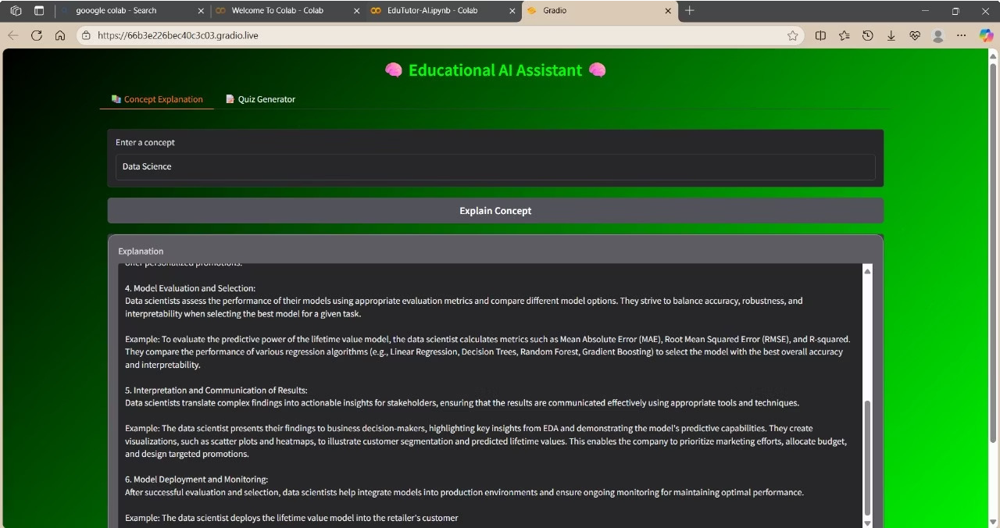 gooogle colab - Search
Welcome To Colab - Colab
EduTutor-AI.ipynb - Colab
Gradio
https://66b3e226bec40c3c03.gradio.live
Educational AI Assistant
Concept Explanation
Quiz Generator
Enter a concept
Data Science
Explain Concept
Explanation
offer personalized promotions.
4. Model Evaluation and Selection:
Data scientists assess the performance of their models using appropriate evaluation metrics and compare different model options. They strive to balance accuracy, robustness, and
interpretability when selecting the best model for a given task.
Example: To evaluate the predictive power of the lifetime value model, the data scientist calculates metrics such as Mean Absolute Error (MAE), Root Mean Squared Error (RMSE), and R-squared.
They compare the performance of various regression algorithms (e.g., Linear Regression, Decision Trees, Random Forest, Gradient Boosting) to select the model with the best overall accuracy
and interpretability.
5. Interpretation and Communication of Results:
Data scientists translate complex findings into actionable insights for stakeholders, ensuring that the results are communicated effectively using appropriate tools and techniques.
Example: The data scientist presents their findings to business decision-makers, highlighting key insights from EDA and demonstrating the model's predictive capabilities. They create
visualizations, such as scatter plots and heatmaps, to illustrate customer segmentation and predicted lifetime values. This enables the company to prioritize marketing efforts, allocate budget,
and design targeted promotions.
6. Model Deployment and Monitoring:
After successful evaluation and selection, data scientists help integrate models into production environments and ensure ongoing monitoring for maintaining optimal performance.
Example: The data scientist deploys the lifetime value model into the retailer's customer